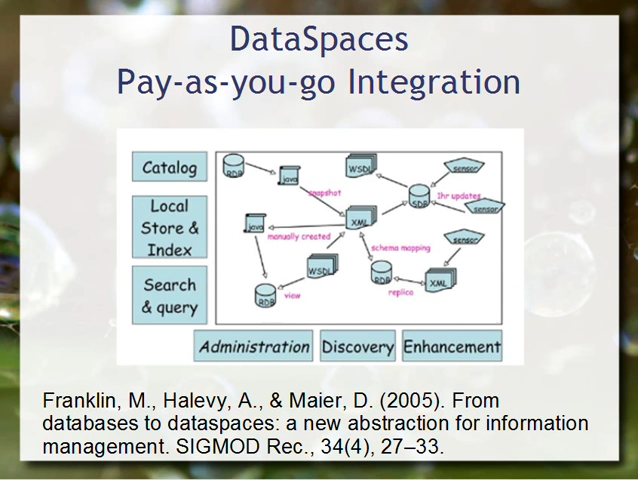 DataSpaces
Pay-as-you-go Integration
Catalog
Local
Store &
Index
Search
& query
RDB
java
snapshot
WSDL
sensor
SDB
1hr updates
sensor
java
manually created
XML
schema mapping
sensor
WSDL
RDB
view
RDB
replica
XML
Administration
Discovery
Enhancement
Franklin, M., Halevy, A., & Maier, D. (2005). From
databases to dataspaces: a new abstraction for information
management. SIGMOD Rec., 34(4), 27–33.